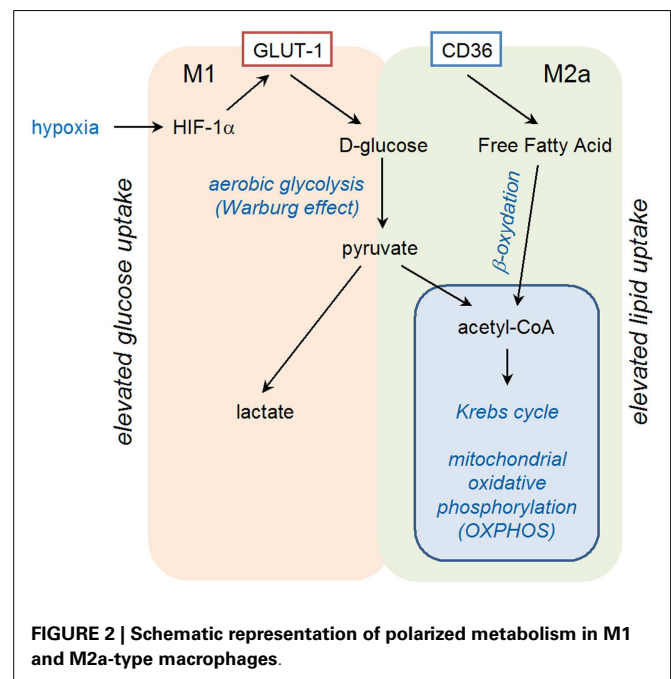 GLUT-1
CD36
M1
M2a
hypoxia
HIF-1α
D-glucose
Free Fatty Acid
aerobic glycolysis
(Warburg effect)
β-oxydation
pyruvate
elevated glucose uptake
elevated lipid uptake
acetyl-CoA
lactate
Krebs cycle
mitochondrial
oxidative
phosphorylation
(OXPHOS)
FIGURE 2 | Schematic representation of polarized metabolism in M1
and M2a-type macrophages.